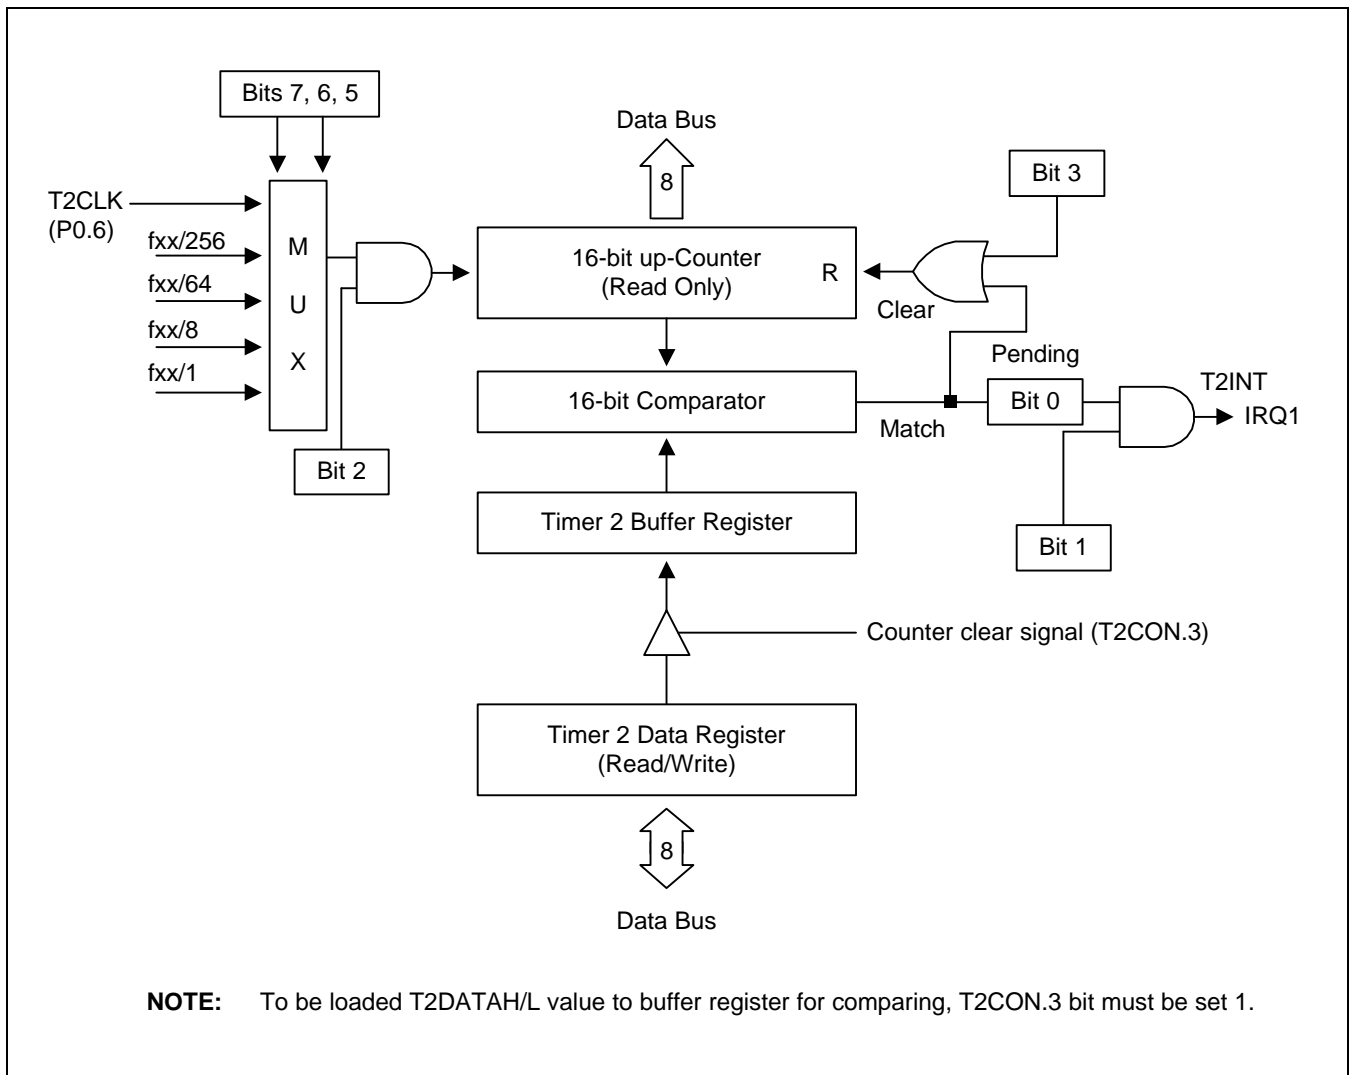 Bits 7, 6, 5
Data Bus
8
Bit 3
T2CLK
(P0.6)
fxx/256
fxx/64
fxx/8
fxx/1
M
U
X
16-bit up-Counter
(Read Only)
R
Clear
Pending
16-bit Comparator
Match
Bit 0
T2INT
IRQ1
Bit 2
Timer 2 Buffer Register
Bit 1
Counter clear signal (T2CON.3)
Timer 2 Data Register
(Read/Write)
8
Data Bus
NOTE: To be loaded T2DATAH/L value to buffer register for comparing, T2CON.3 bit must be set 1.